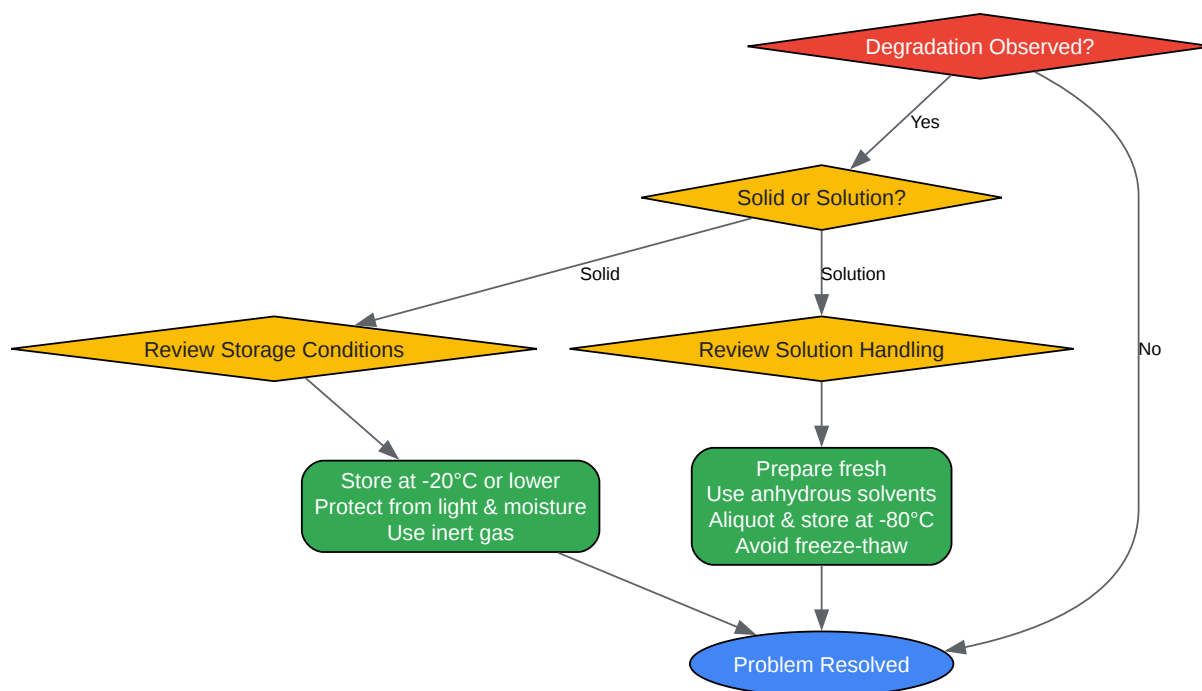 Degradation Observed?
Yes
Solid or Solution?
Solid
Solution
Review Storage Conditions
Review Solution Handling
No
Store at -20°C or lower
Protect from light & moisture
Use inert gas
Prepare fresh
Use anhydrous solvents
Aliquot & store at -80°C
Avoid freeze-thaw
Problem Resolved